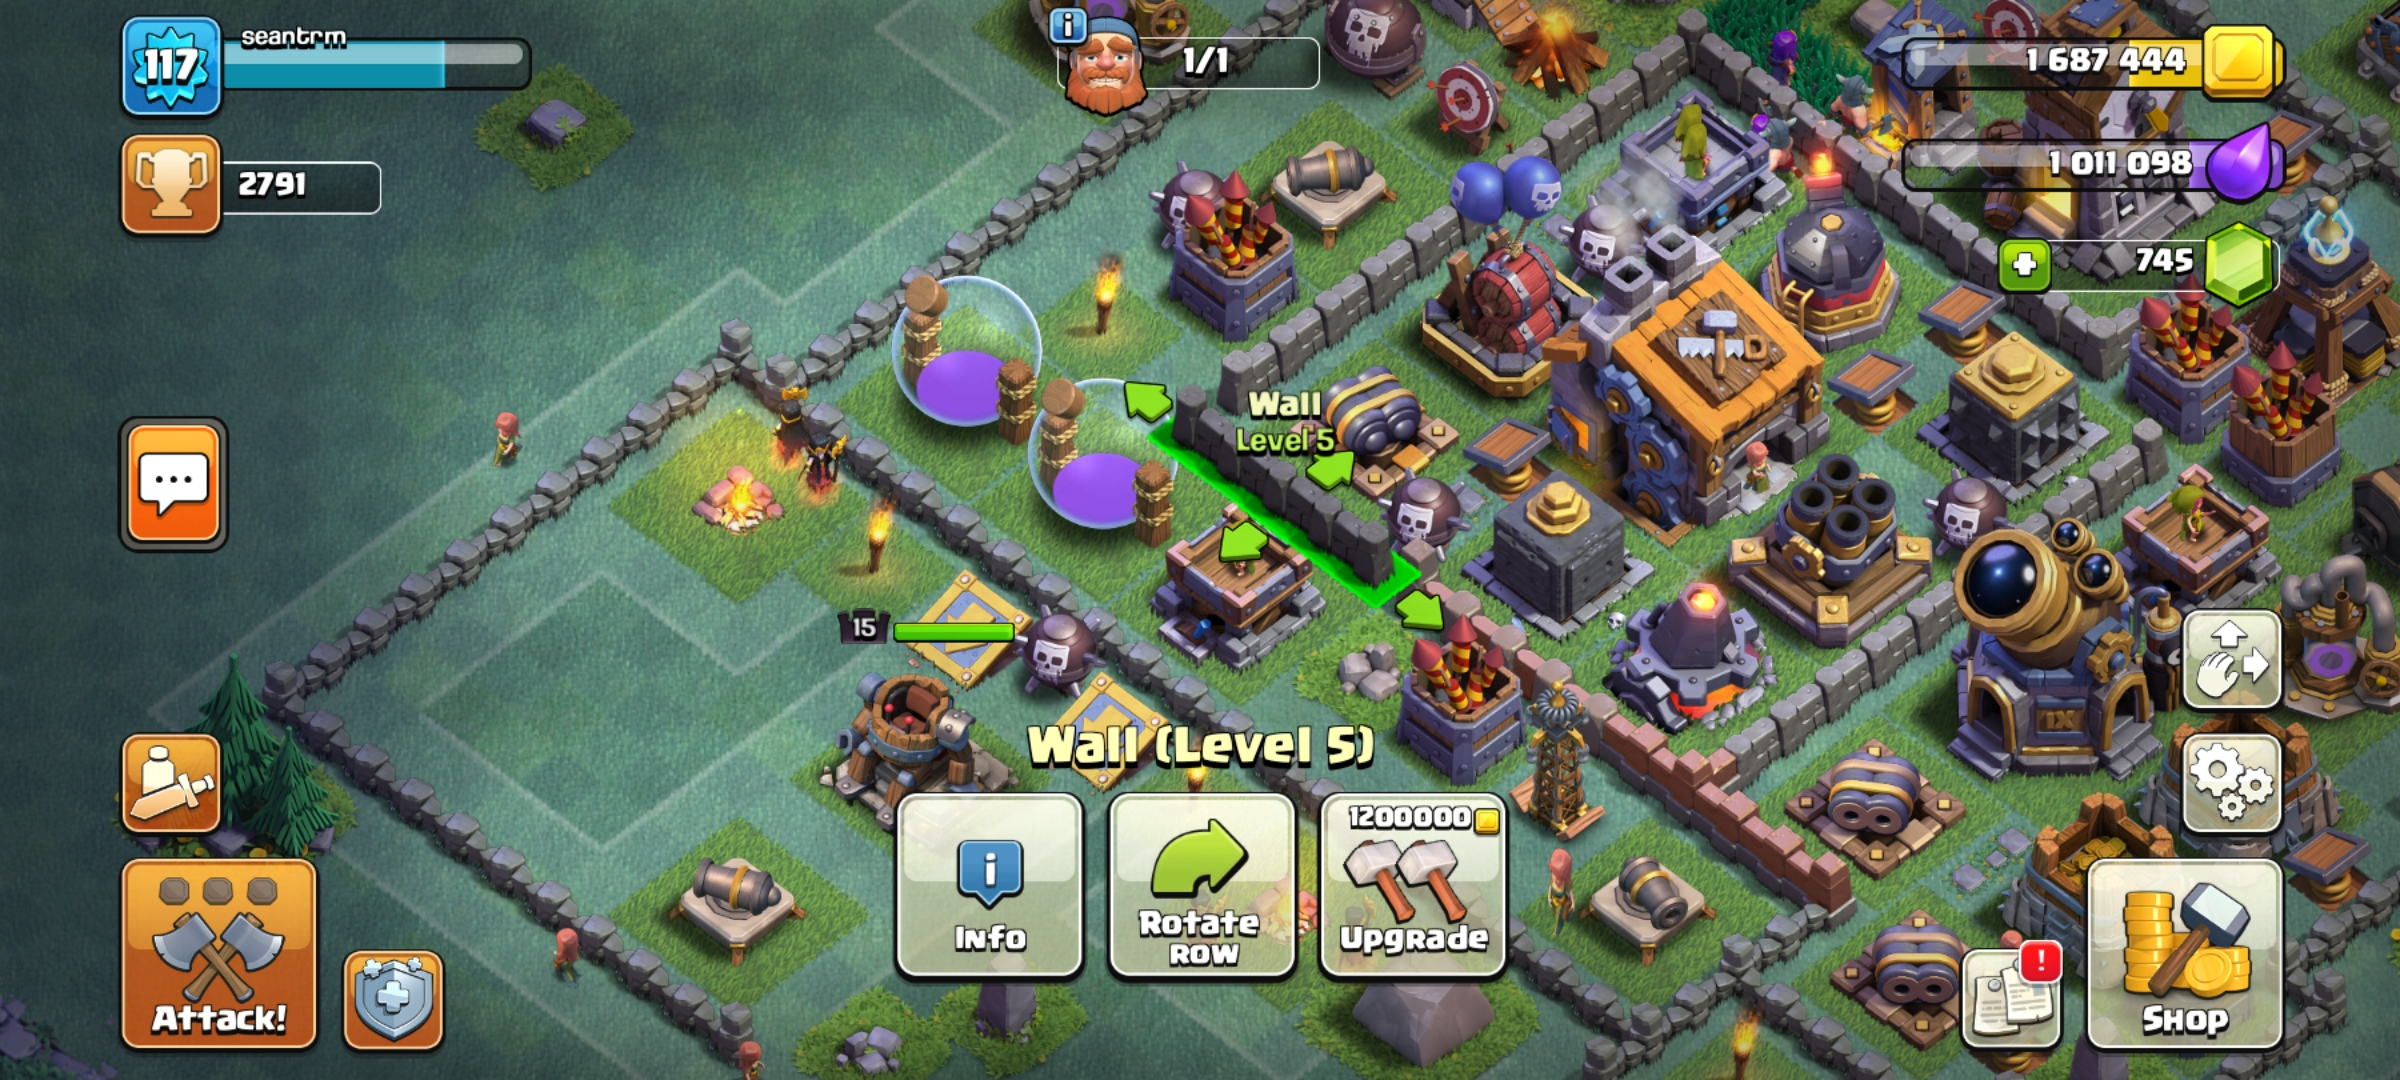 117
seantrm
1/1
1 687 444
1 011 098
2791
745
Wall
Level 5
15
Wall (Level 5)
Info
Rotate
Row
1200000
Upgrade
IX
!
Attack!
Shop